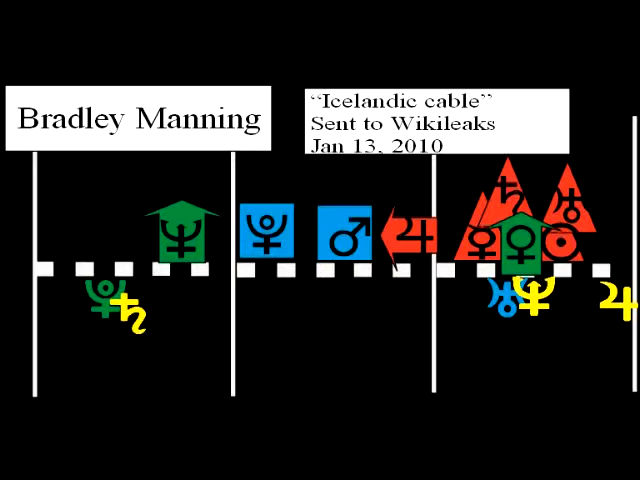 Bradley Manning
“Icelandic cable”
Sent to Wikileaks
Jan 13, 2010